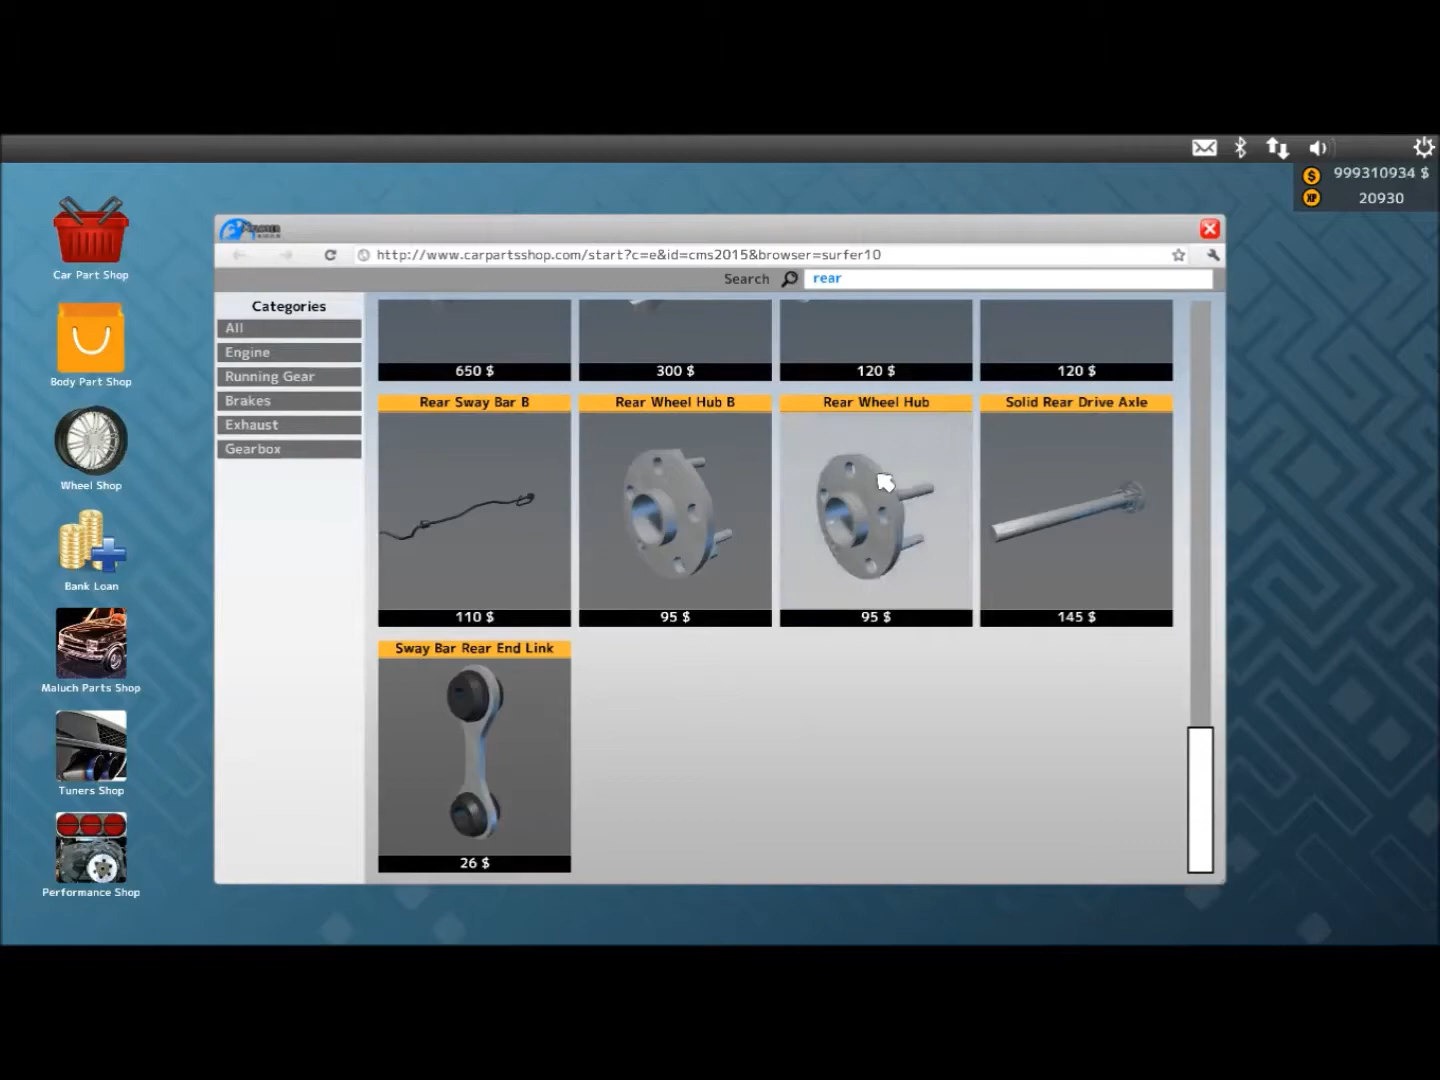 999310934 $
20930
Car Part Shop
Body Part Shop
Wheel Shop
Bank Loan
Maluch Parts Shop
Tuners Shop
Performance Shop
http://www.carpartsshop.com/start?c=e&id=cms2015&browser=surfer10
Search rear
Categories
All
Engine
Running Gear
Brakes
Exhaust
Gearbox
650 $ 300 $ 120 $ 120 $
Rear Sway Bar B Rear Wheel Hub B Rear Wheel Hub Solid Rear Drive Axle
110 $ 95 $ 95 $ 145 $
Sway Bar Rear End Link
26 $